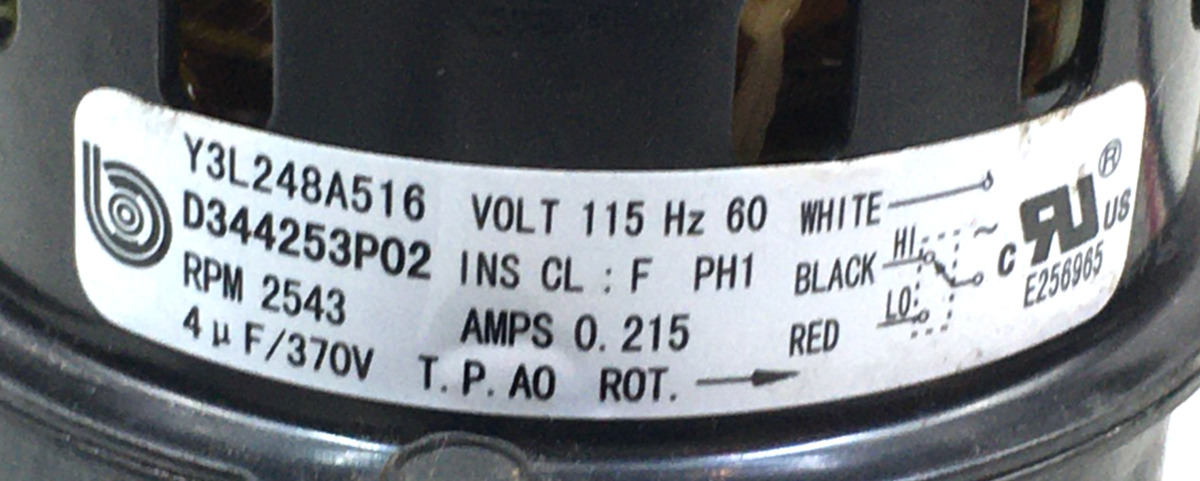 Y3L248A516
D344253P02
RPM 2543
4μF/370V
VOLT 115 Hz 60
INS CL : F PH1
AMPS 0.215
T.P.AO ROT.
WHITE
BLACK HI
LO
RED
~
C US ®
E256965